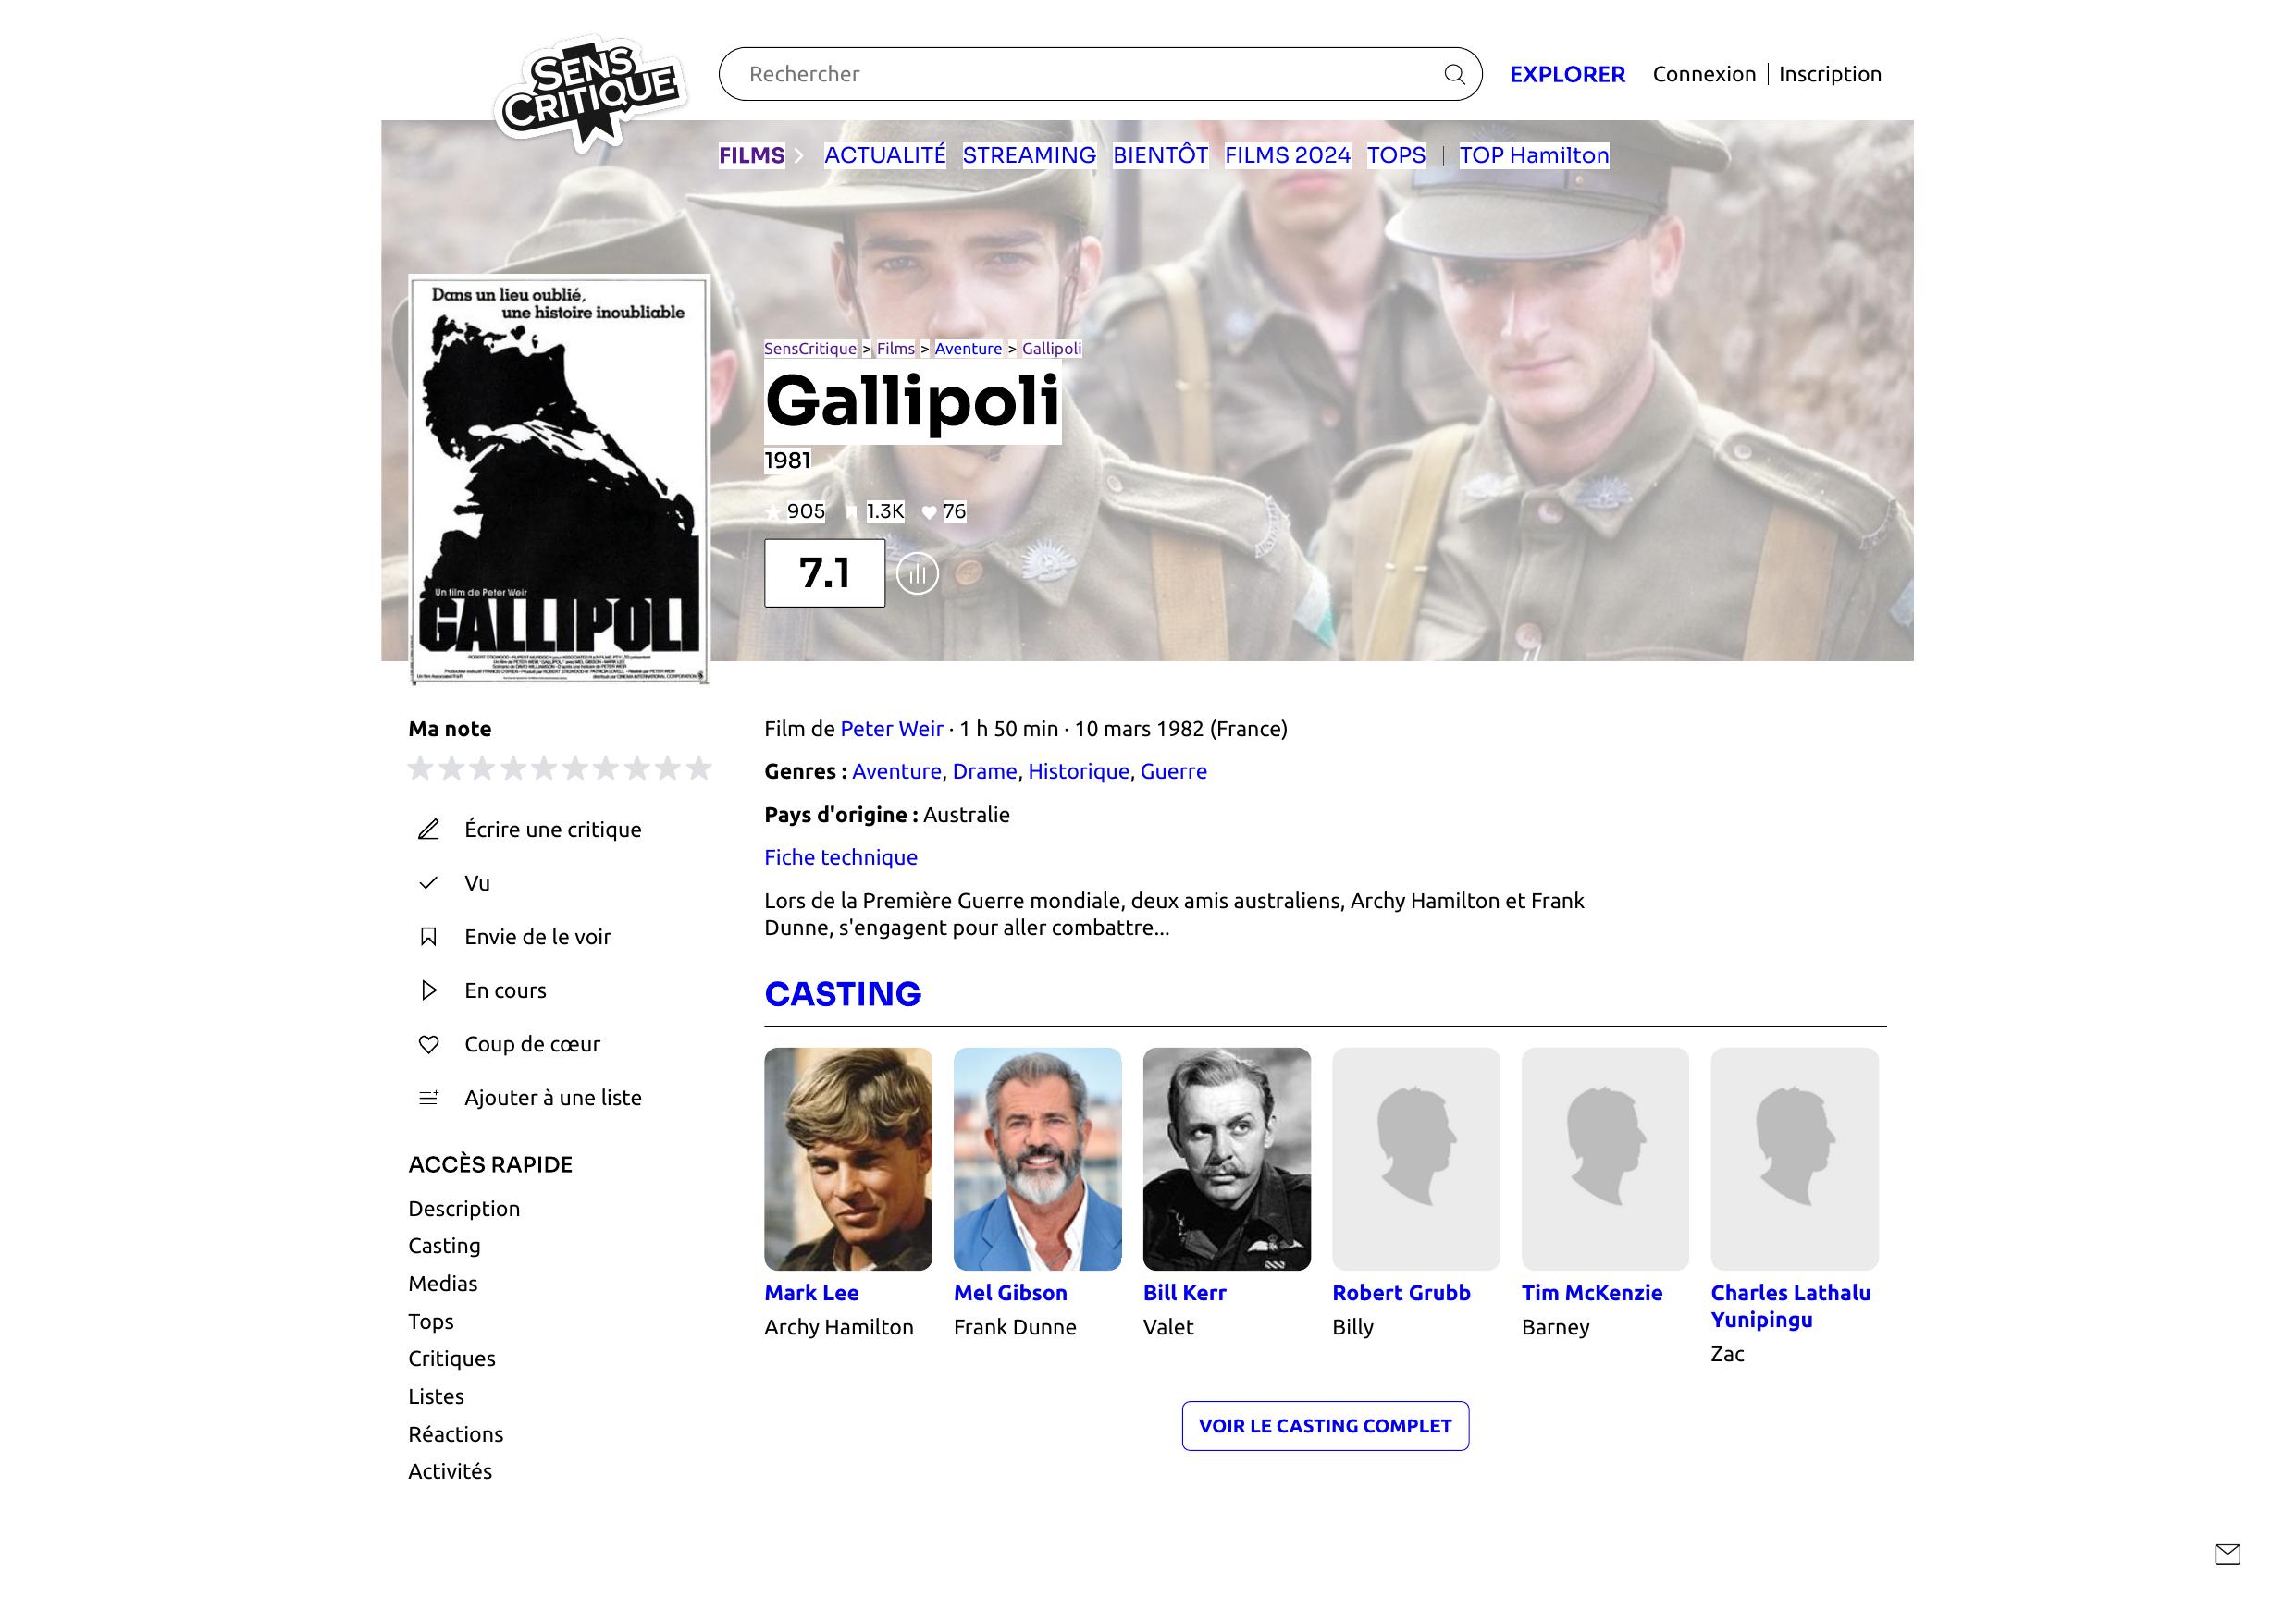 SENS
CRITIQUE
Rechercher
EXPLORER
Connexion | Inscription
FILMS
ACTUALITÉ
STREAMING
BIENTÔT
FILMS 2024
TOPS
TOP Hamilton
Dans un lieu oublié,
une histoire inoubliable
Un film de Peter Weir
GALLIPOLI
SensCritique > Films > Aventure > Gallipoli
Gallipoli
1981
905
1.3K
76
7.1
Ma note
Écrire une critique
Vu
Envie de le voir
En cours
Coup de cœur
Ajouter à une liste
ACCÈS RAPIDE
Description
Casting
Medias
Tops
Critiques
Listes
Réactions
Activités
Film de Peter Weir · 1 h 50 min · 10 mars 1982 (France)
Genres : Aventure, Drame, Historique, Guerre
Pays d'origine : Australie
Fiche technique
Lors de la Première Guerre mondiale, deux amis australiens, Archy Hamilton et Frank
Dunne, s'engagent pour aller combattre...
CASTING
Mark Lee
Archy Hamilton
Mel Gibson
Frank Dunne
Bill Kerr
Valet
Robert Grubb
Billy
Tim McKenzie
Barney
Charles Lathalu
Yunipingu
Zac
VOIR LE CASTING COMPLET